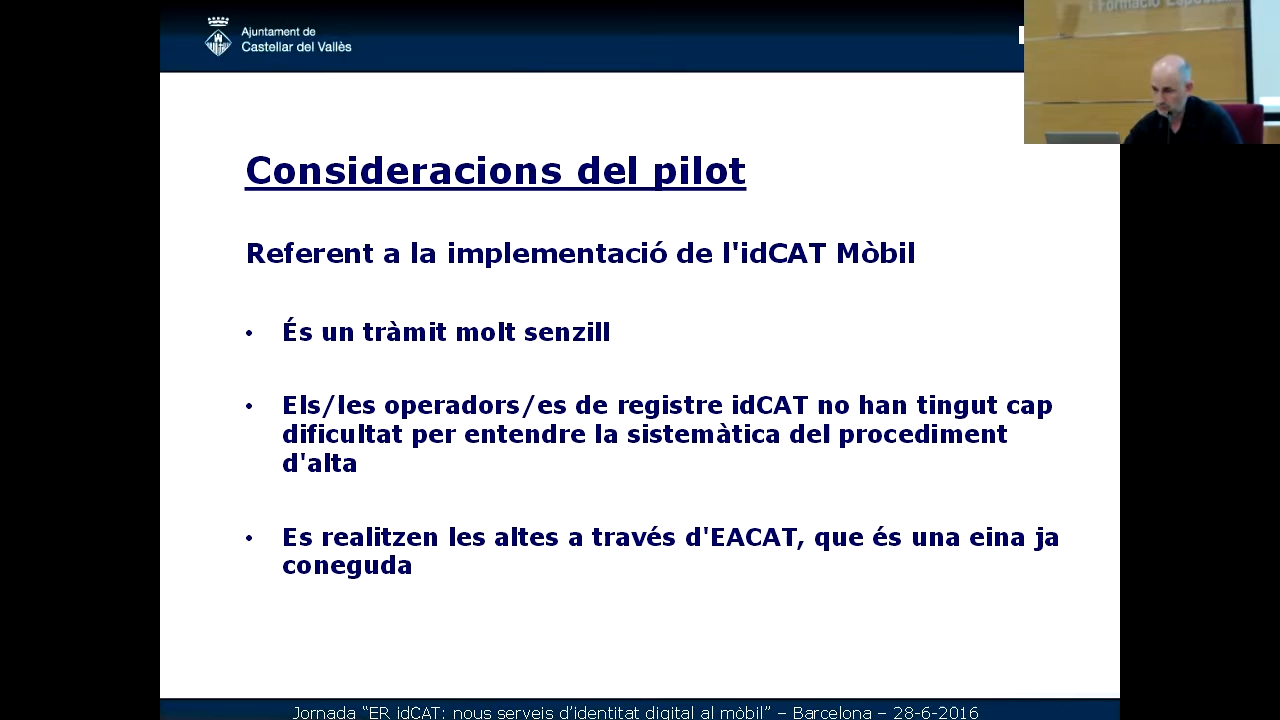 Ajuntament de
Castellar del Vallès
i Formació
Consideracions del pilot
Referent a la implementació de l'idCAT Mòbil
• És un tràmit molt senzill
• Els/les operadors/es de registre idCAT no han tingut cap
dificultat per entendre la sistemàtica del procediment
d'alta
• Es realitzen les altes a través d'EACAT, que és una eina ja
coneguda
Jornada “ER idCAT: nous serveis d’identitat digital al mòbil” – Barcelona – 28-6-2016